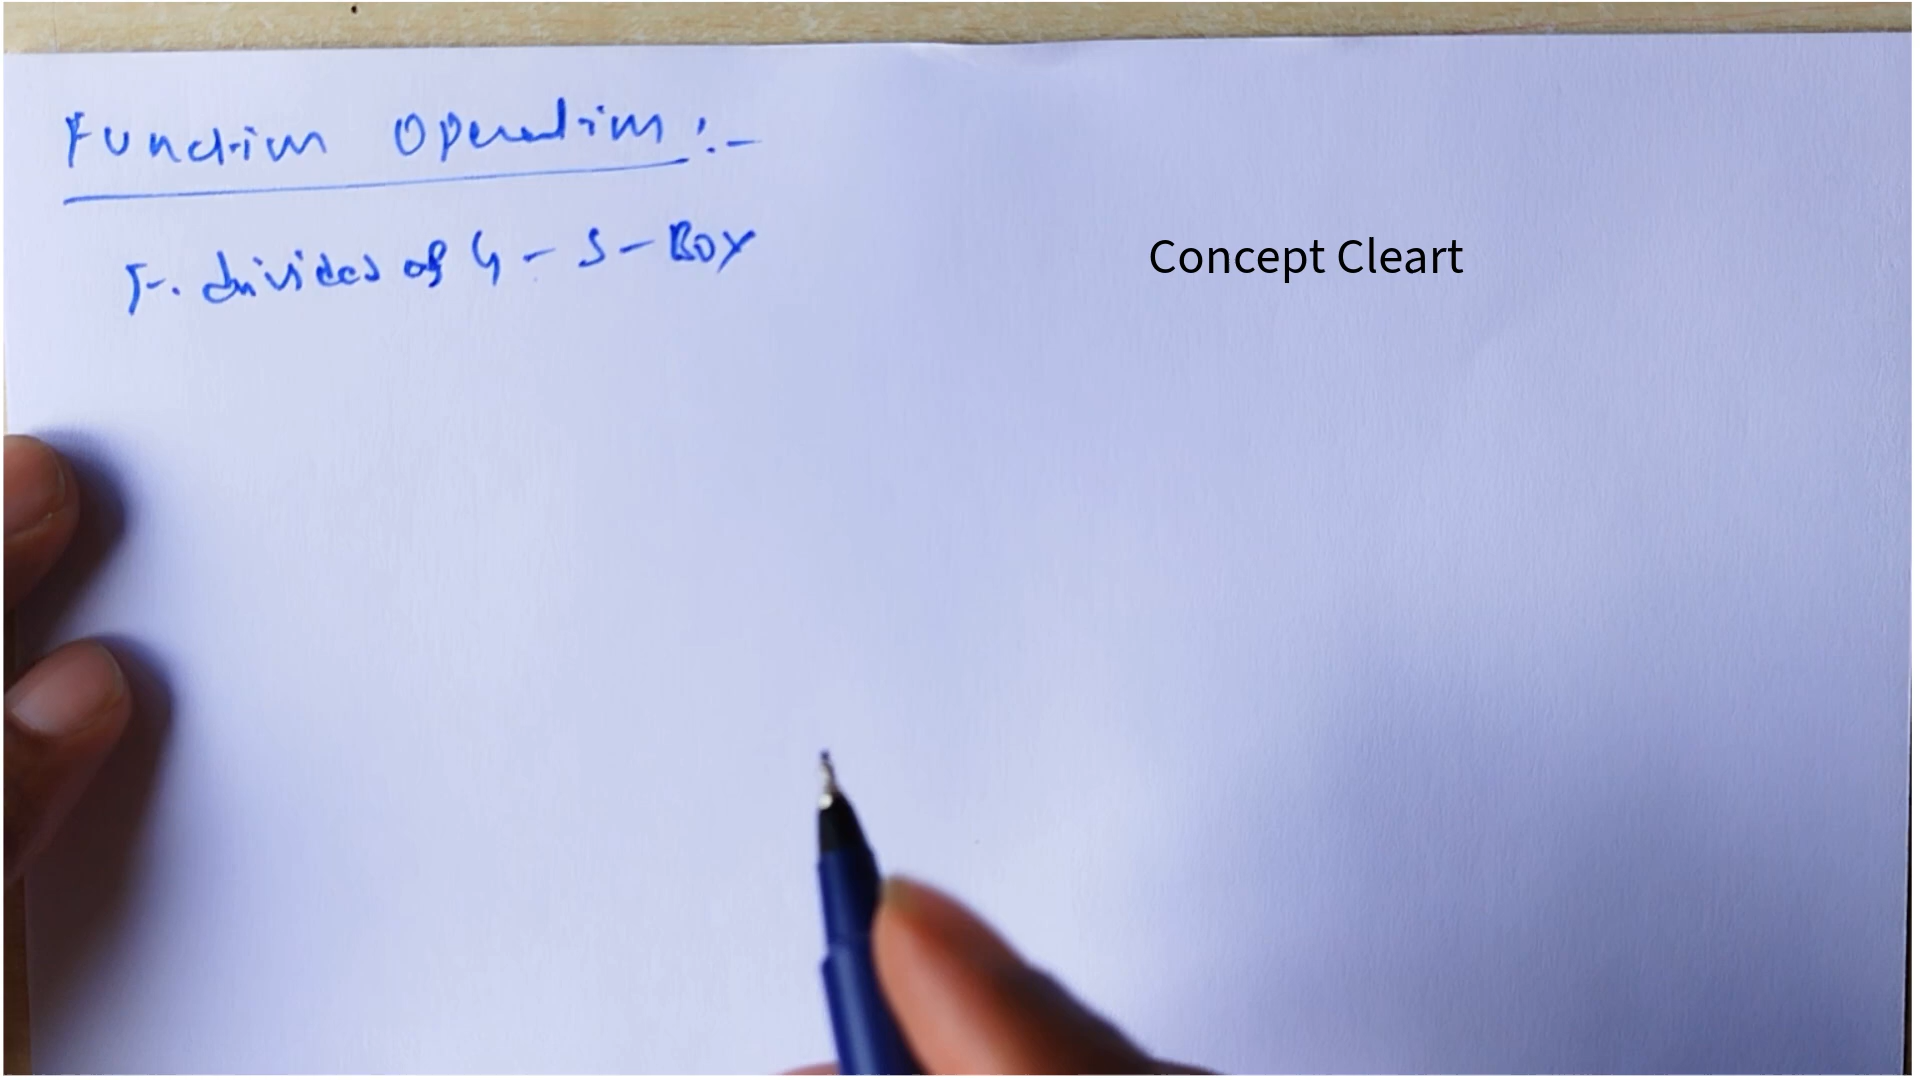 Function Operation :-
F. divides of 4 - S - Box
Concept Cleart